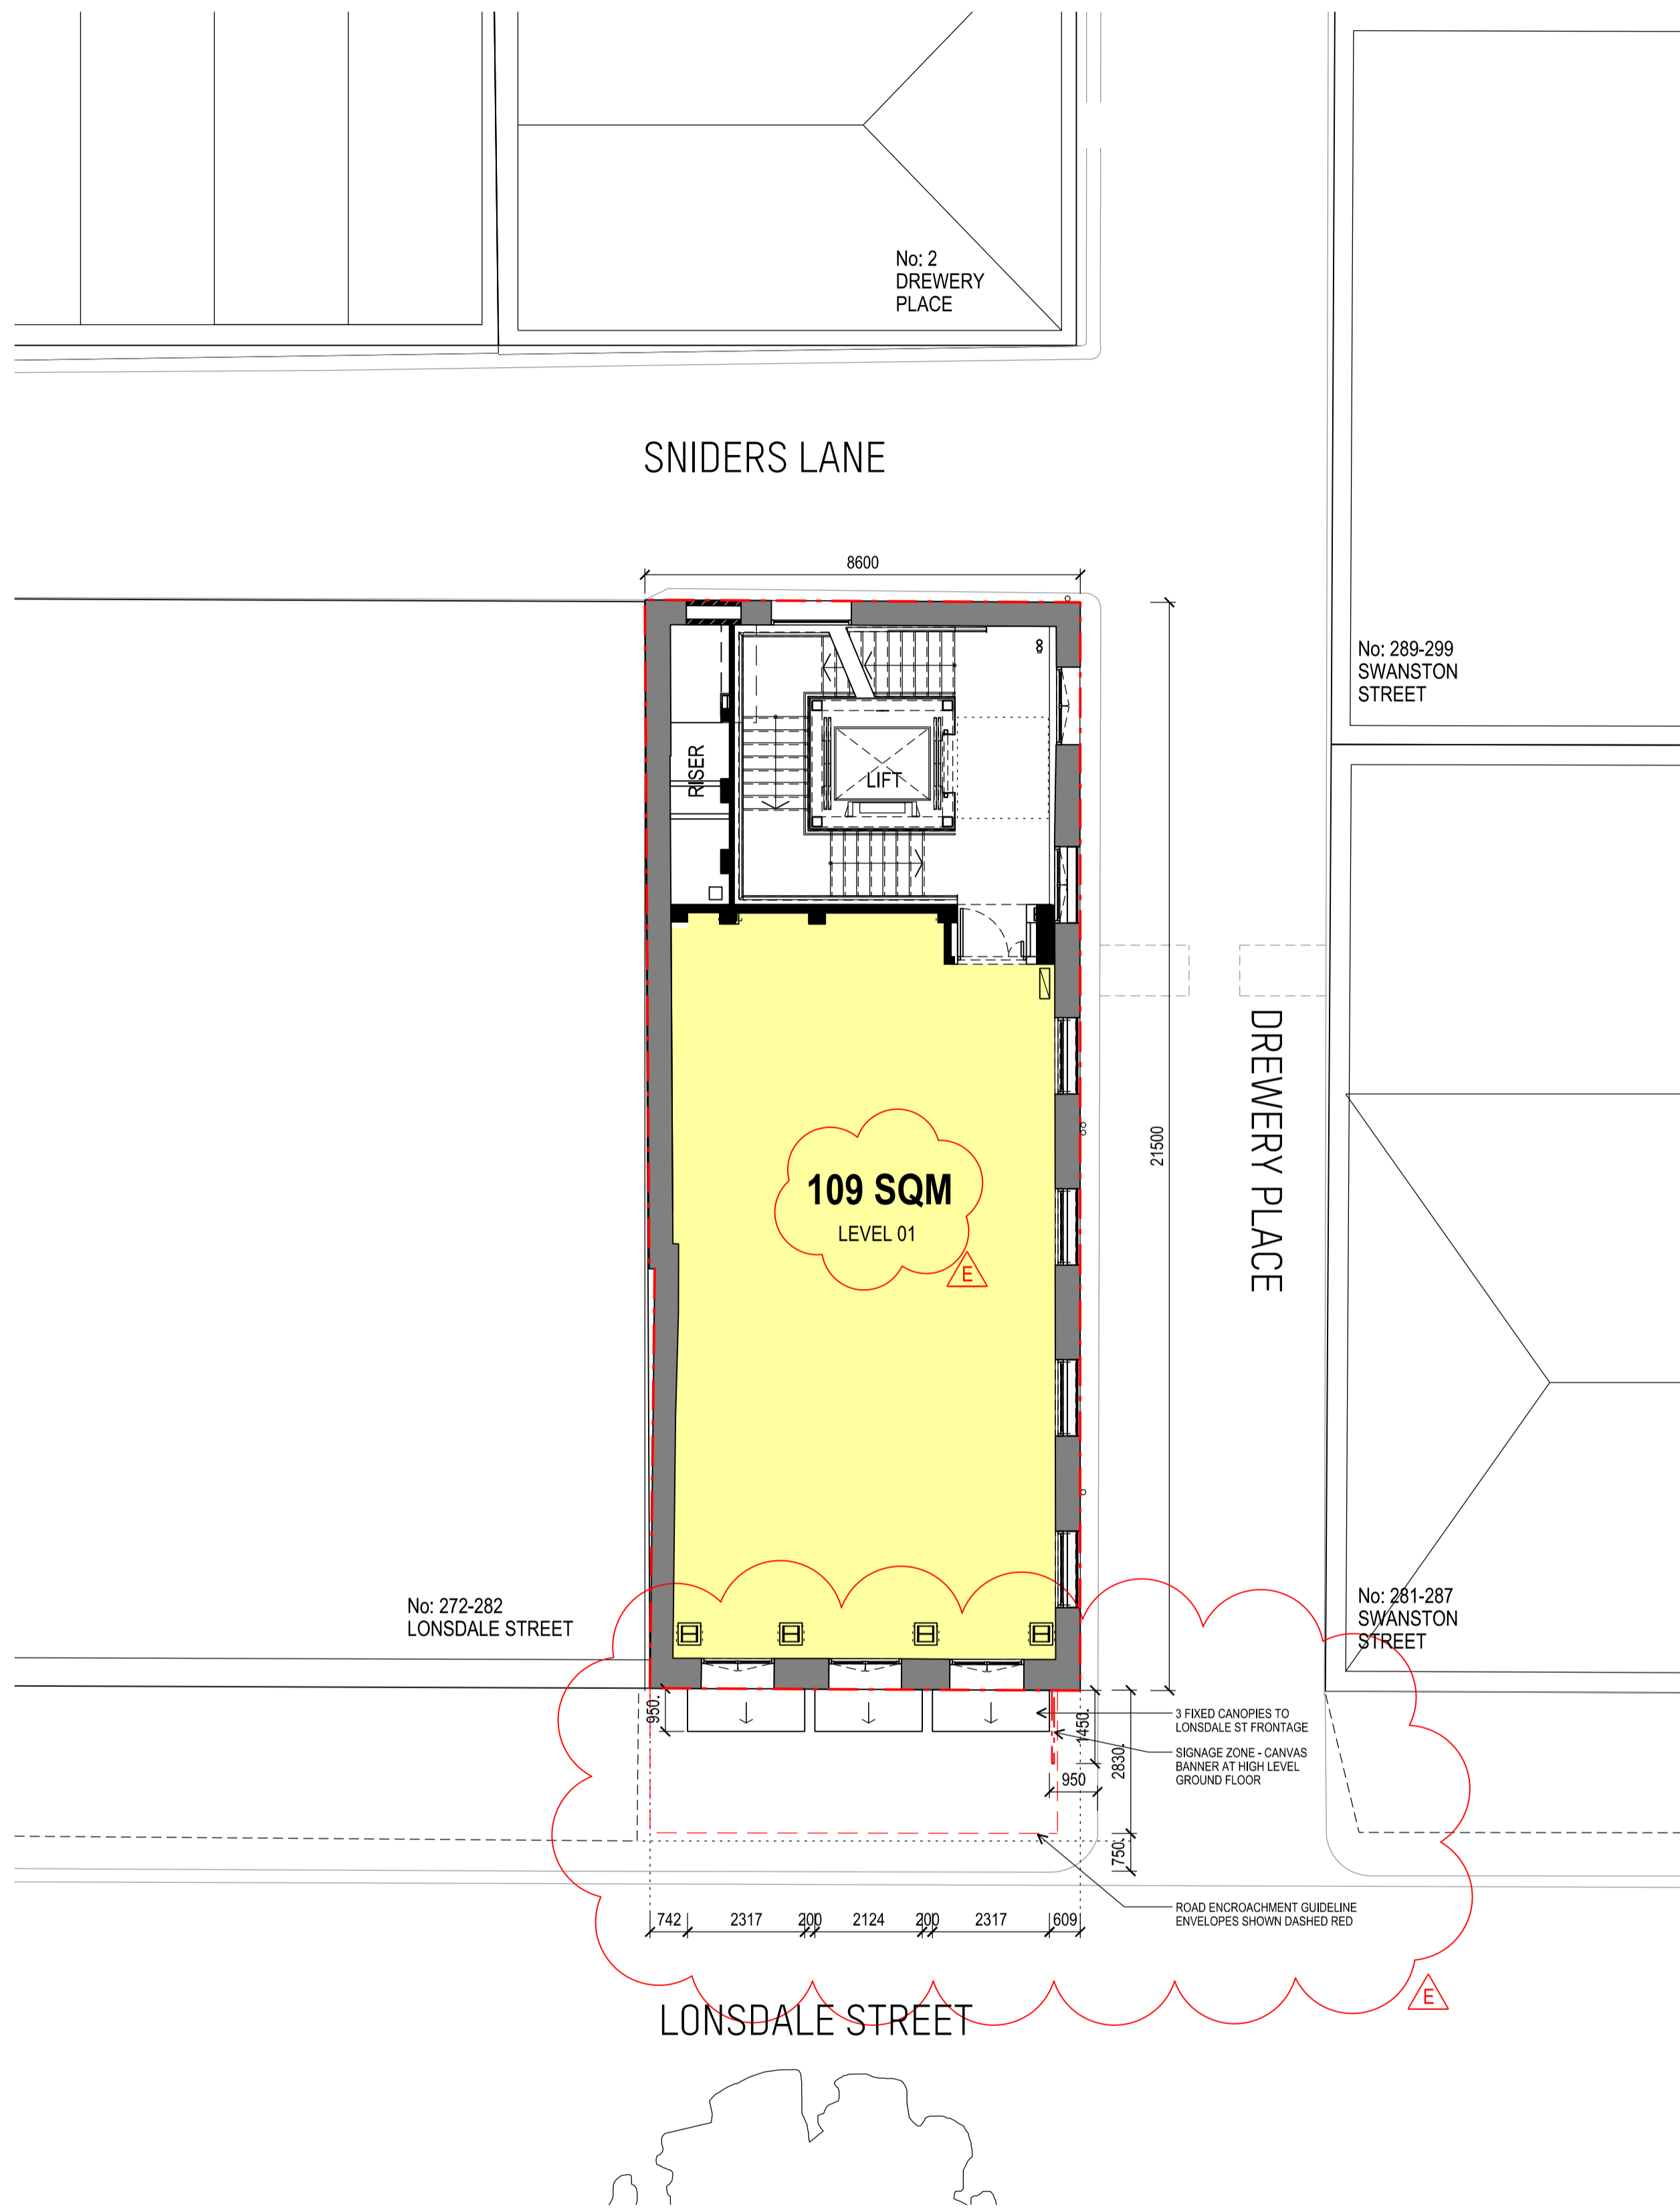 No: 2
DREWERY
PLACE
SNIDERS LANE
8600
No: 289-299
SWANSTON
STREET
RISER
LIFT
DREWERY PLACE
21500
109 SQM
LEVEL 01
E
No: 272-282
LONSDALE STREET
No: 281-287
SWANSTON
STREET
950.
1450.
2830.
3 FIXED CANOPIES TO
LONSDALE ST FRONTAGE
SIGNAGE ZONE - CANVAS
BANNER AT HIGH LEVEL
GROUND FLOOR
950
750.
ROAD ENCROACHMENT GUIDELINE
ENVELOPES SHOWN DASHED RED
742 2317 200 2124 200 2317 609
E
LONSDALE STREET